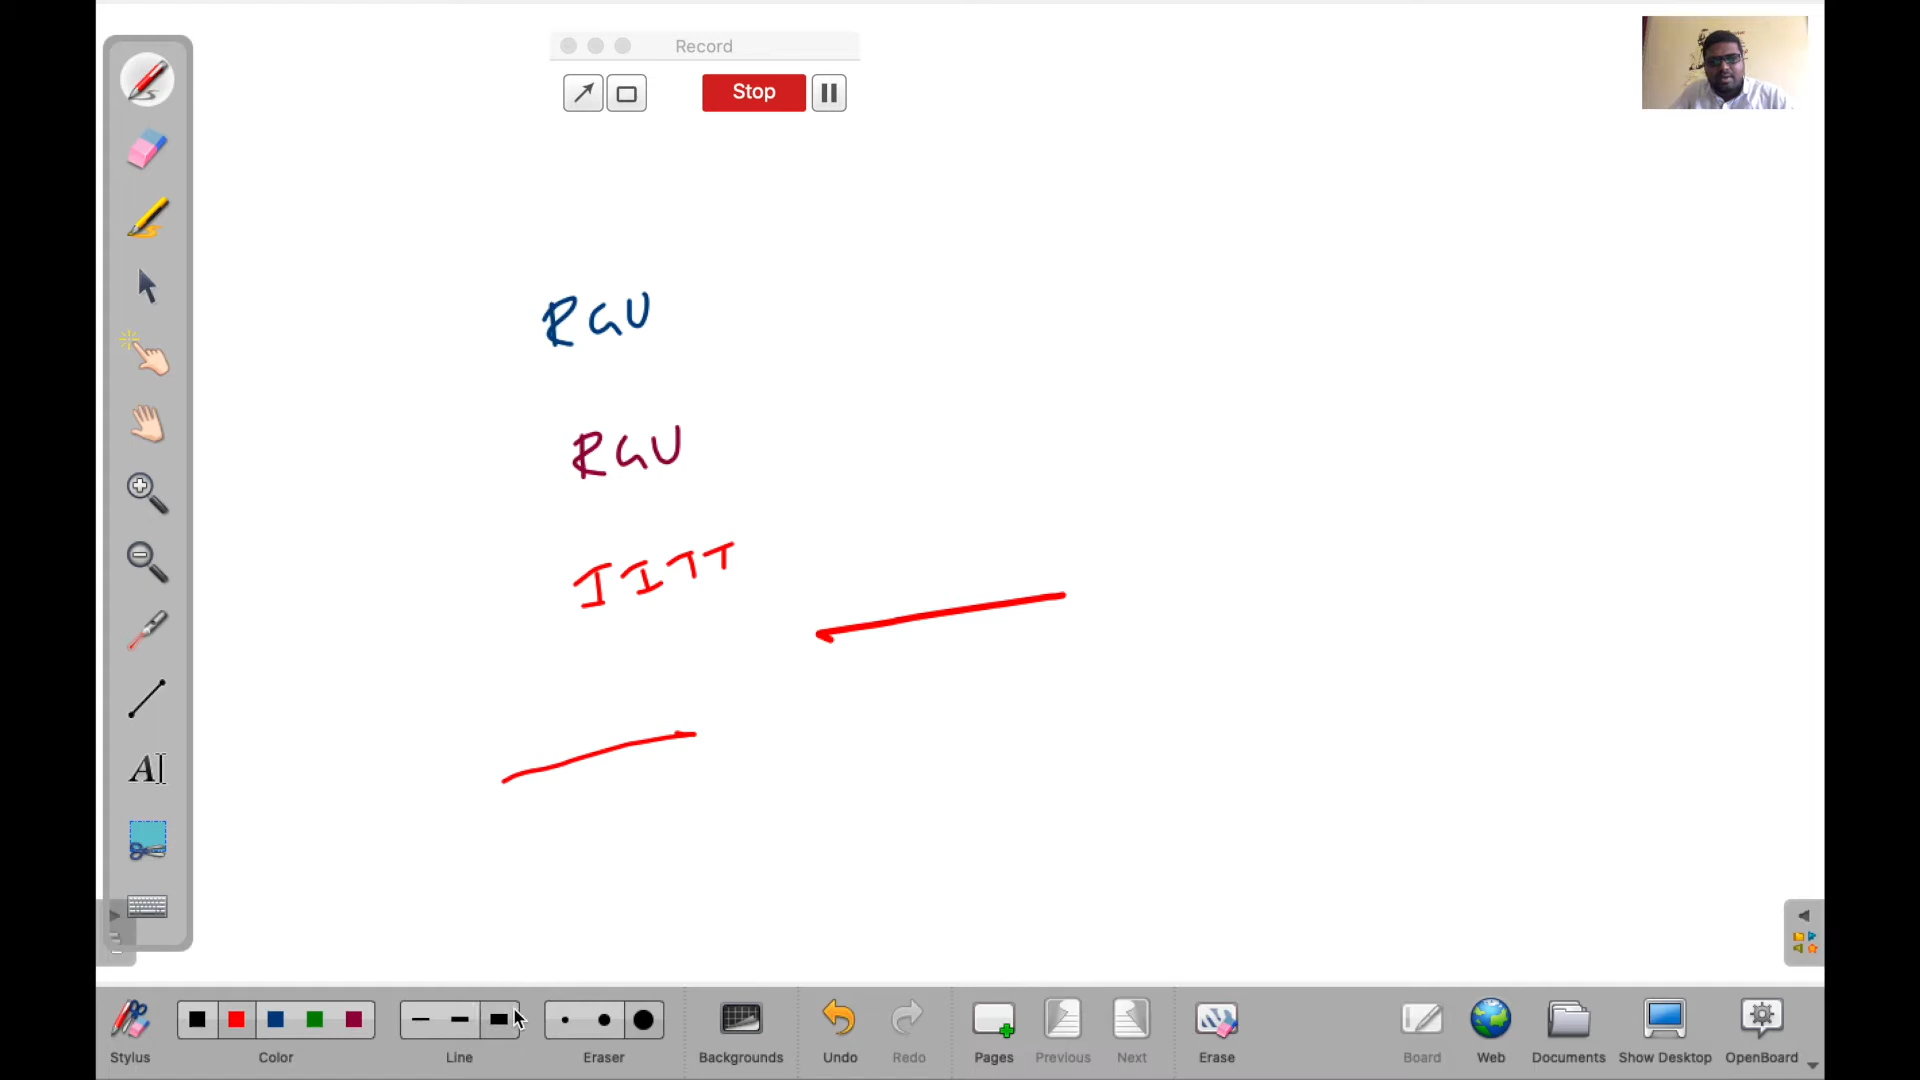 Record
Stop
RGU
RGU
IITT
AI
Stylus
Color
Line
Eraser
Backgrounds
Undo
Redo
Pages
Previous
Next
Erase
Board
Web
Documents
Show Desktop
OpenBoard